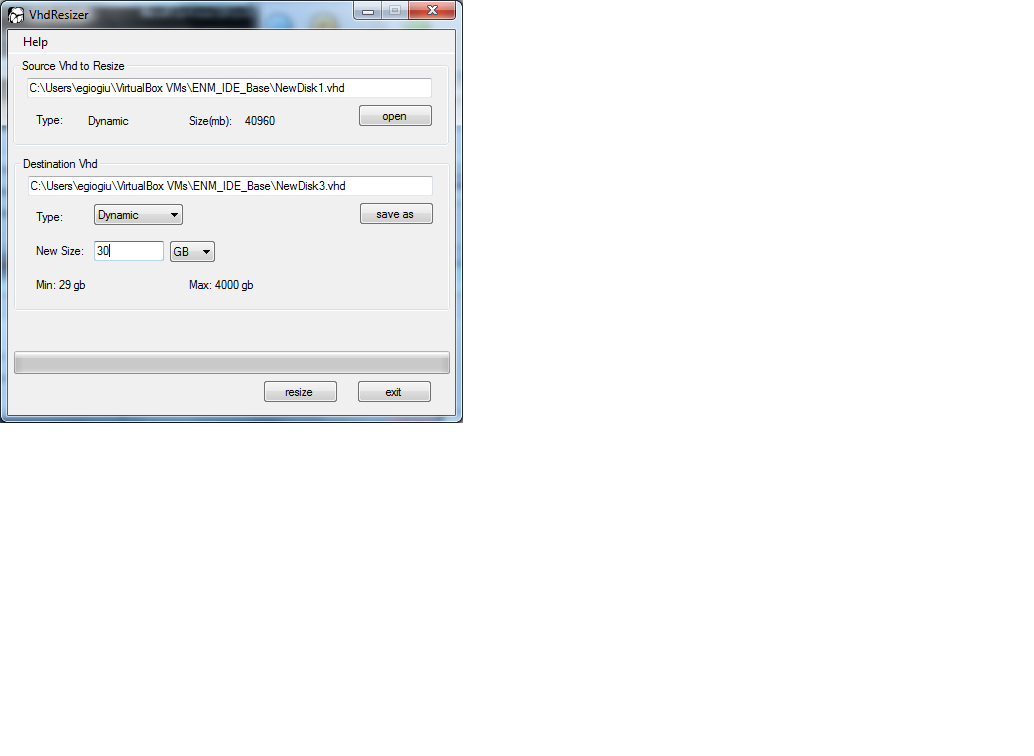 VhdResizer
Help
Source Vhd to Resize
C:\Users\egiogiu\VirtualBox VMs\ENM_IDE_Base\NewDisk1.vhd
Type: Dynamic Size(mb): 40960 open
Destination Vhd
C:\Users\egiogiu\VirtualBox VMs\ENM_IDE_Base\NewDisk3.vhd
Type: Dynamic save as
New Size: 30 GB
Min: 29 gb Max: 4000 gb
resize exit